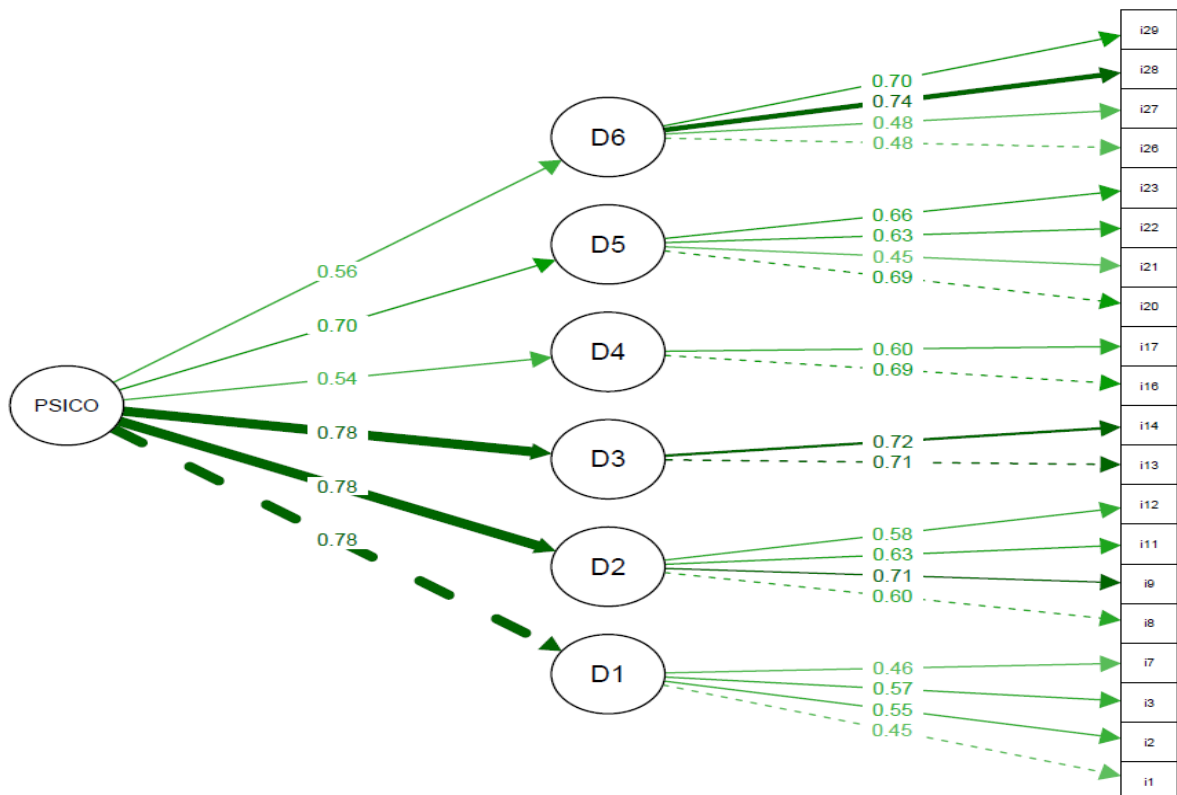 i29
0.70
i28
0.74
i27
D6
0.48
i26
0.48
i23
0.66
i22
D5
0.63
0.56
0.45
i21
0.69
i20
0.70
i17
D4
0.60
0.69
i16
0.54
PSICO
i14
0.78
D3
0.72
0.71
i13
0.78
i12
0.58
0.78
i11
D2
0.63
0.71
i9
0.60
i8
i7
D1
0.46
0.57
i3
0.55
0.45
i2
i1